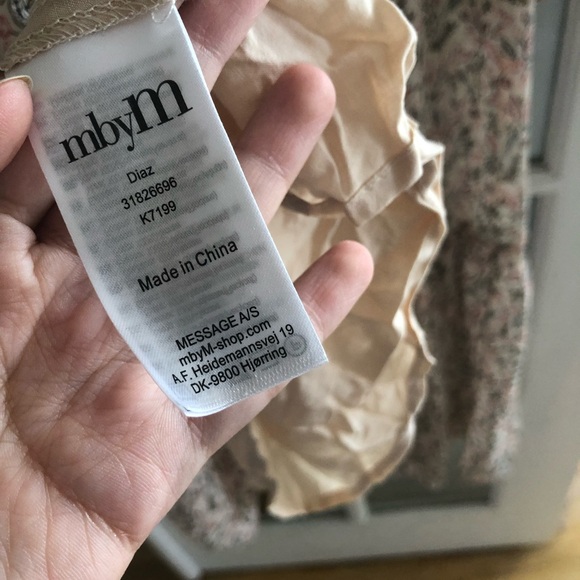 mbyM
Diaz
31826696
K7199
Made in China
MESSAGE A/S
mbyM-shop.com
A.F. Heidemannsvej 19
DK-9800 Hjørring